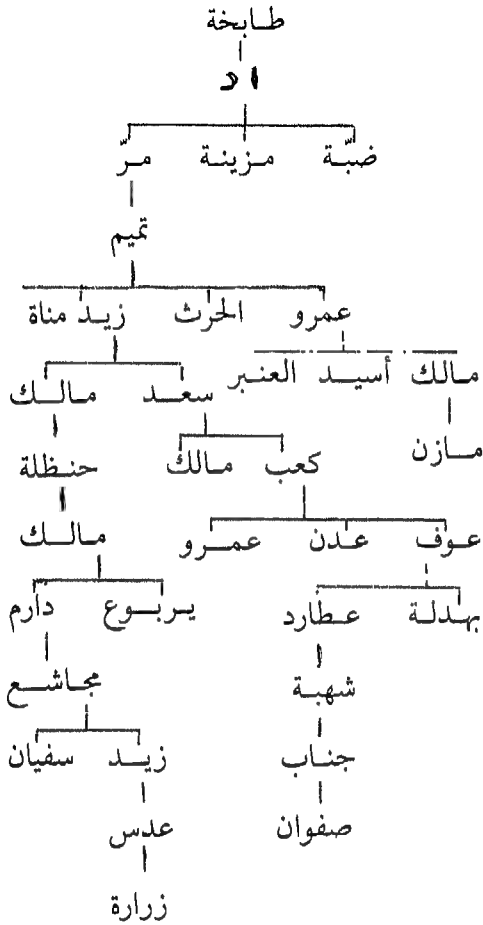 طابخة
اد
ضبّة مزينة مرّ
تميم
عمرو الحرث زيد مناة
مالك أسيد العنبر سعد مالك
مازن كعب مالك حنظلة
عوف عدن عمرو مالك
بهدلة عطارد يربوع دارم
شهبة مجاشع
جناب زيد سفيان
صفوان عدس
زرارة